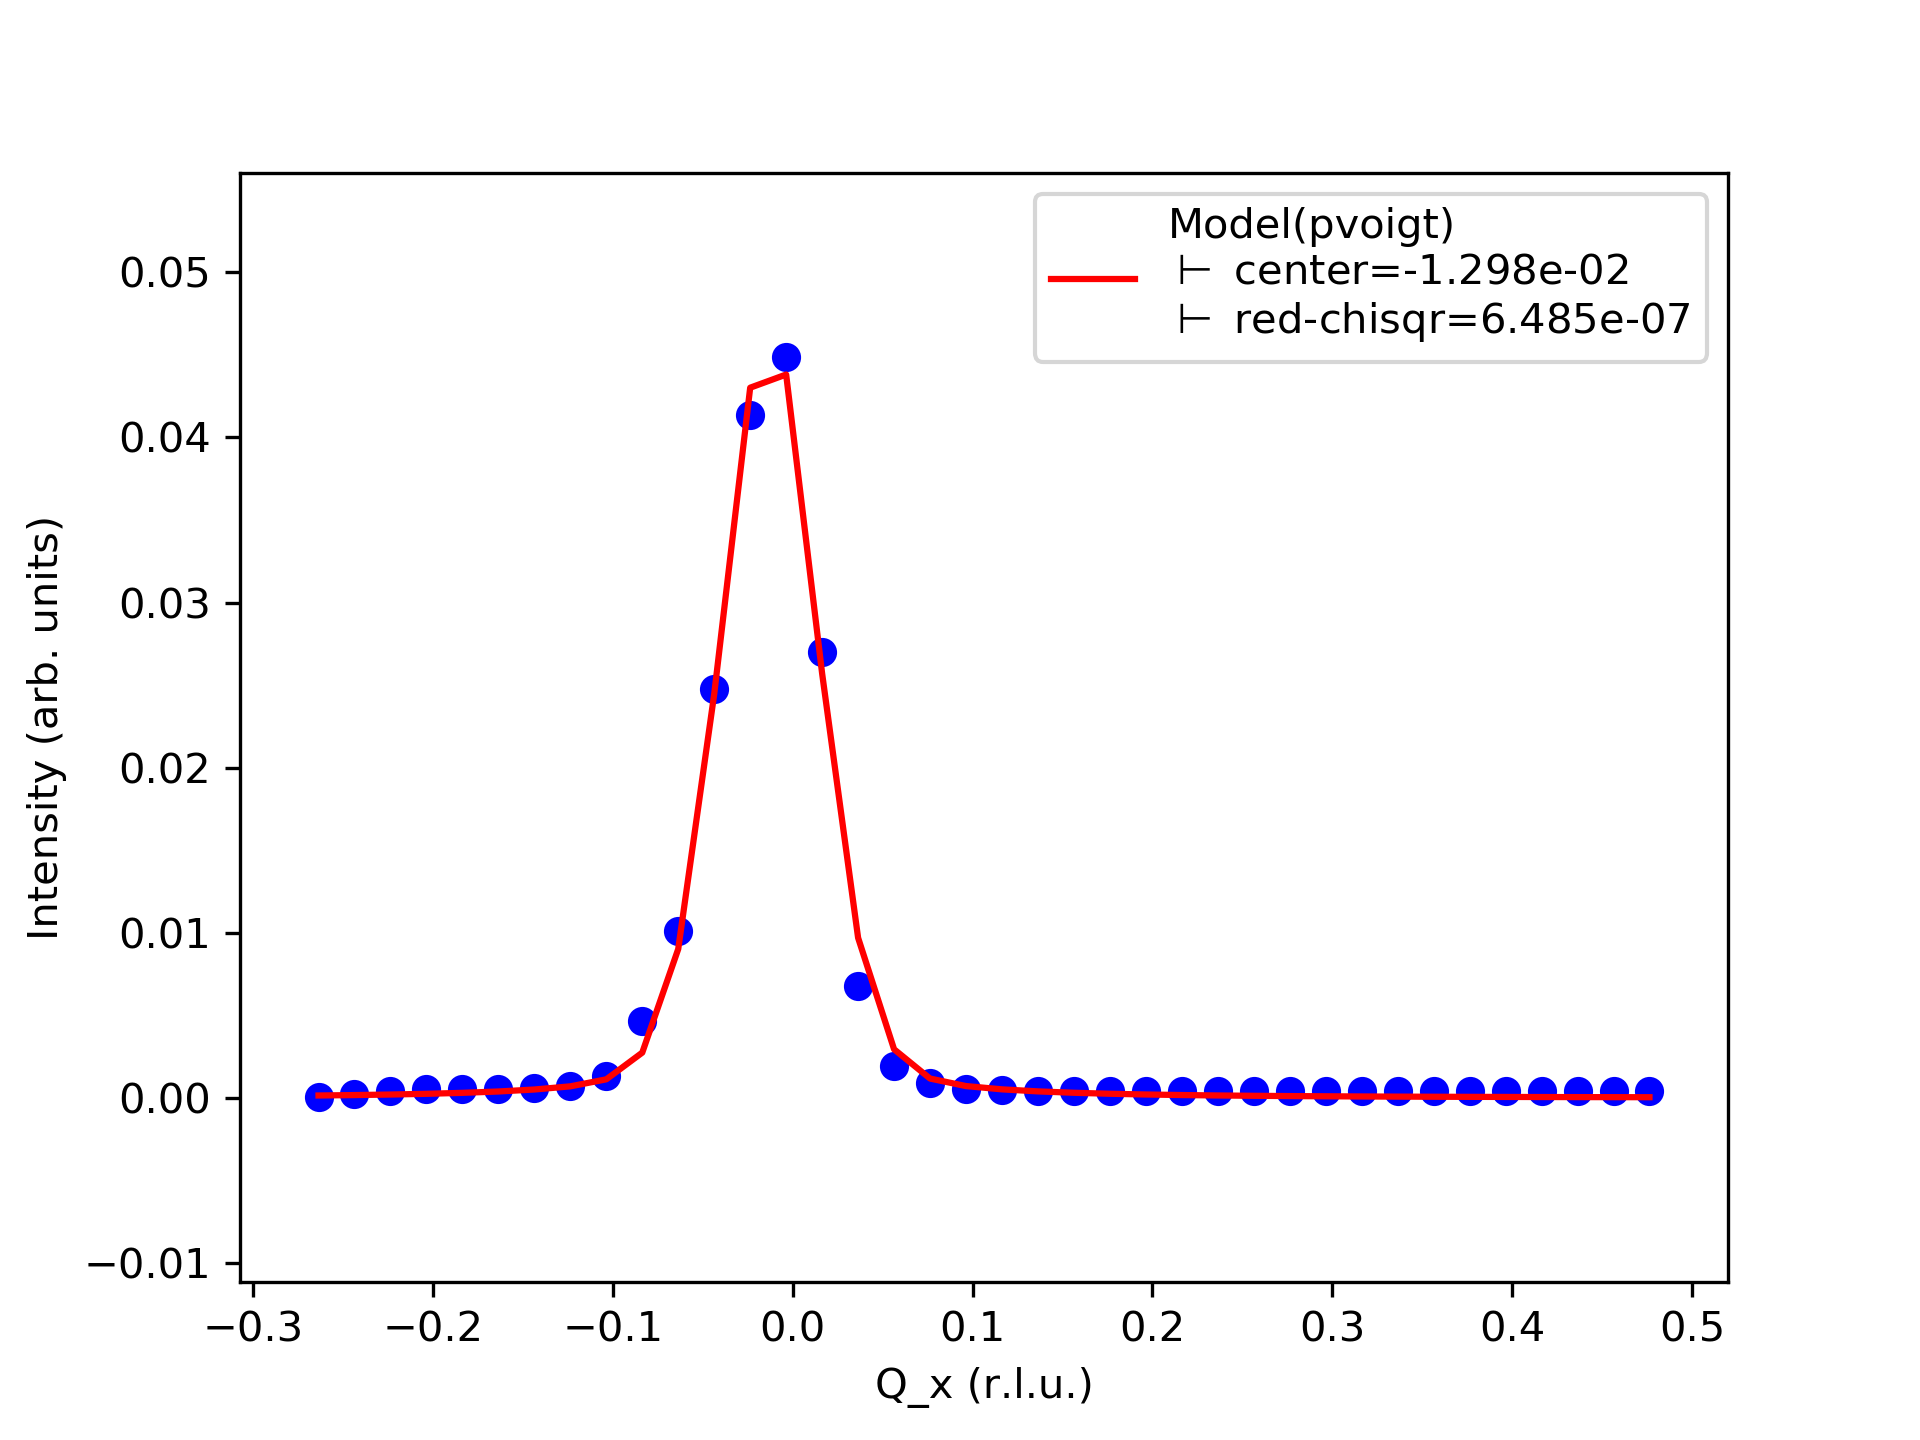 Model(pvoigt)
⊢ center=-1.298e-02
⊢ red-chisqr=6.485e-07
0.05
0.04
0.03
0.02
0.01
0.00
−0.01
Intensity (arb. units)
−0.3 −0.2 −0.1 0.0 0.1 0.2 0.3 0.4 0.5
Q_x (r.l.u.)